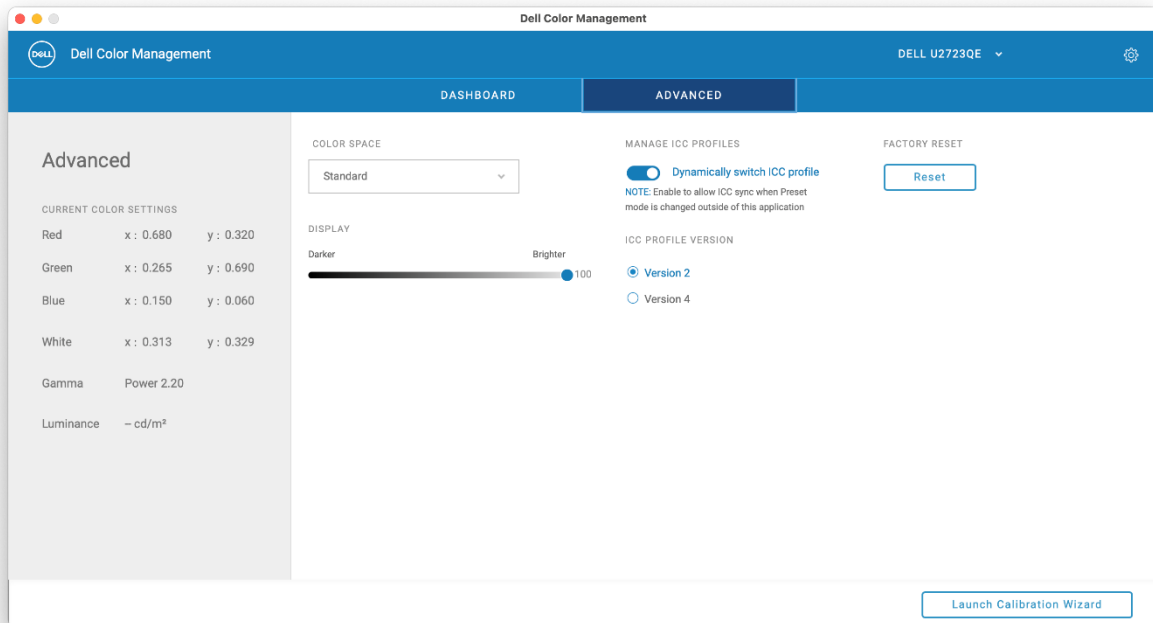 Dell Color Management
DELL
Dell Color Management
DELL U2723QE
DASHBOARD
ADVANCED
Advanced
CURRENT COLOR SETTINGS
Red x : 0.680 y : 0.320
Green x : 0.265 y : 0.690
Blue x : 0.150 y : 0.060
White x : 0.313 y : 0.329
Gamma Power 2.20
Luminance – cd/m²
COLOR SPACE
Standard
DISPLAY
Darker Brighter
100
MANAGE ICC PROFILES
Dynamically switch ICC profile
NOTE: Enable to allow ICC sync when Preset
mode is changed outside of this application
ICC PROFILE VERSION
Version 2
Version 4
FACTORY RESET
Reset
Launch Calibration Wizard